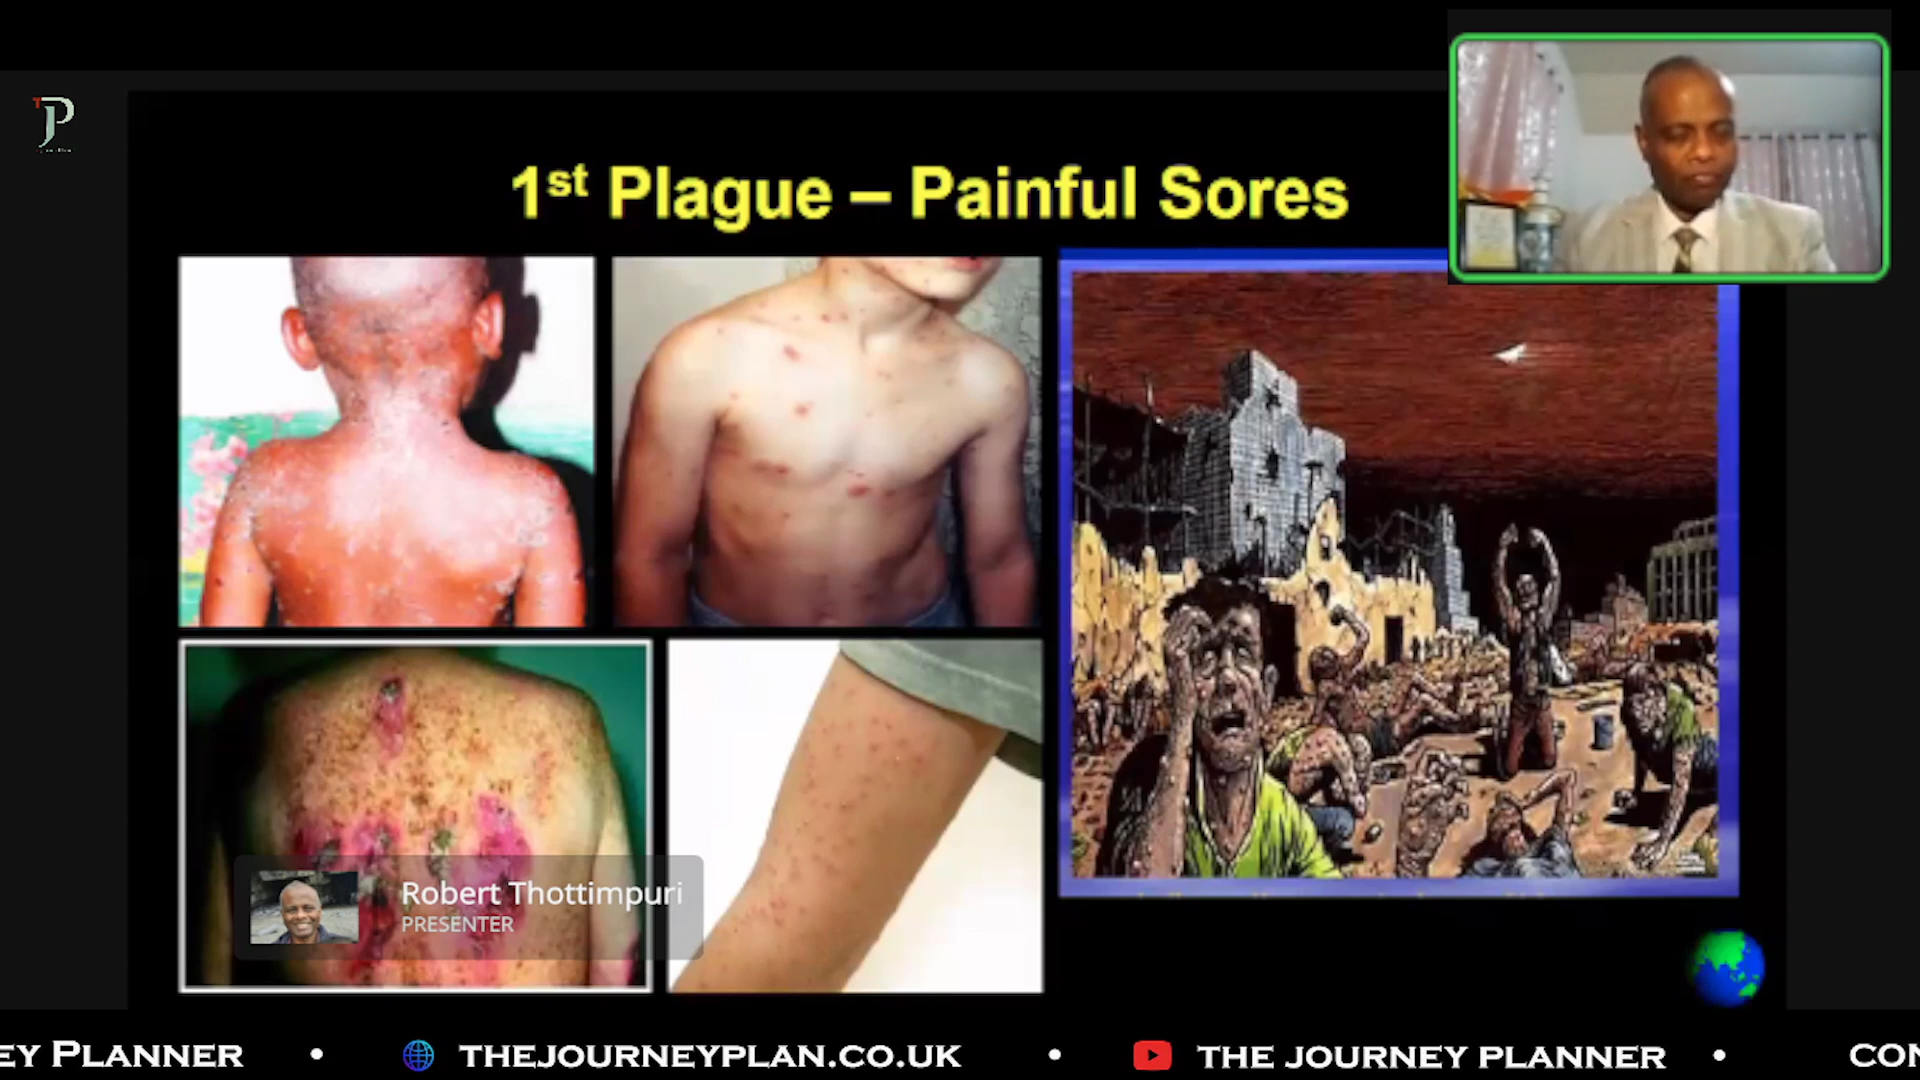 1st Plague – Painful Sores
Robert Thottimpuri
PRESENTER
EY PLANNER • THEJOURNEYPLAN.CO.UK • THE JOURNEY PLANNER • CON